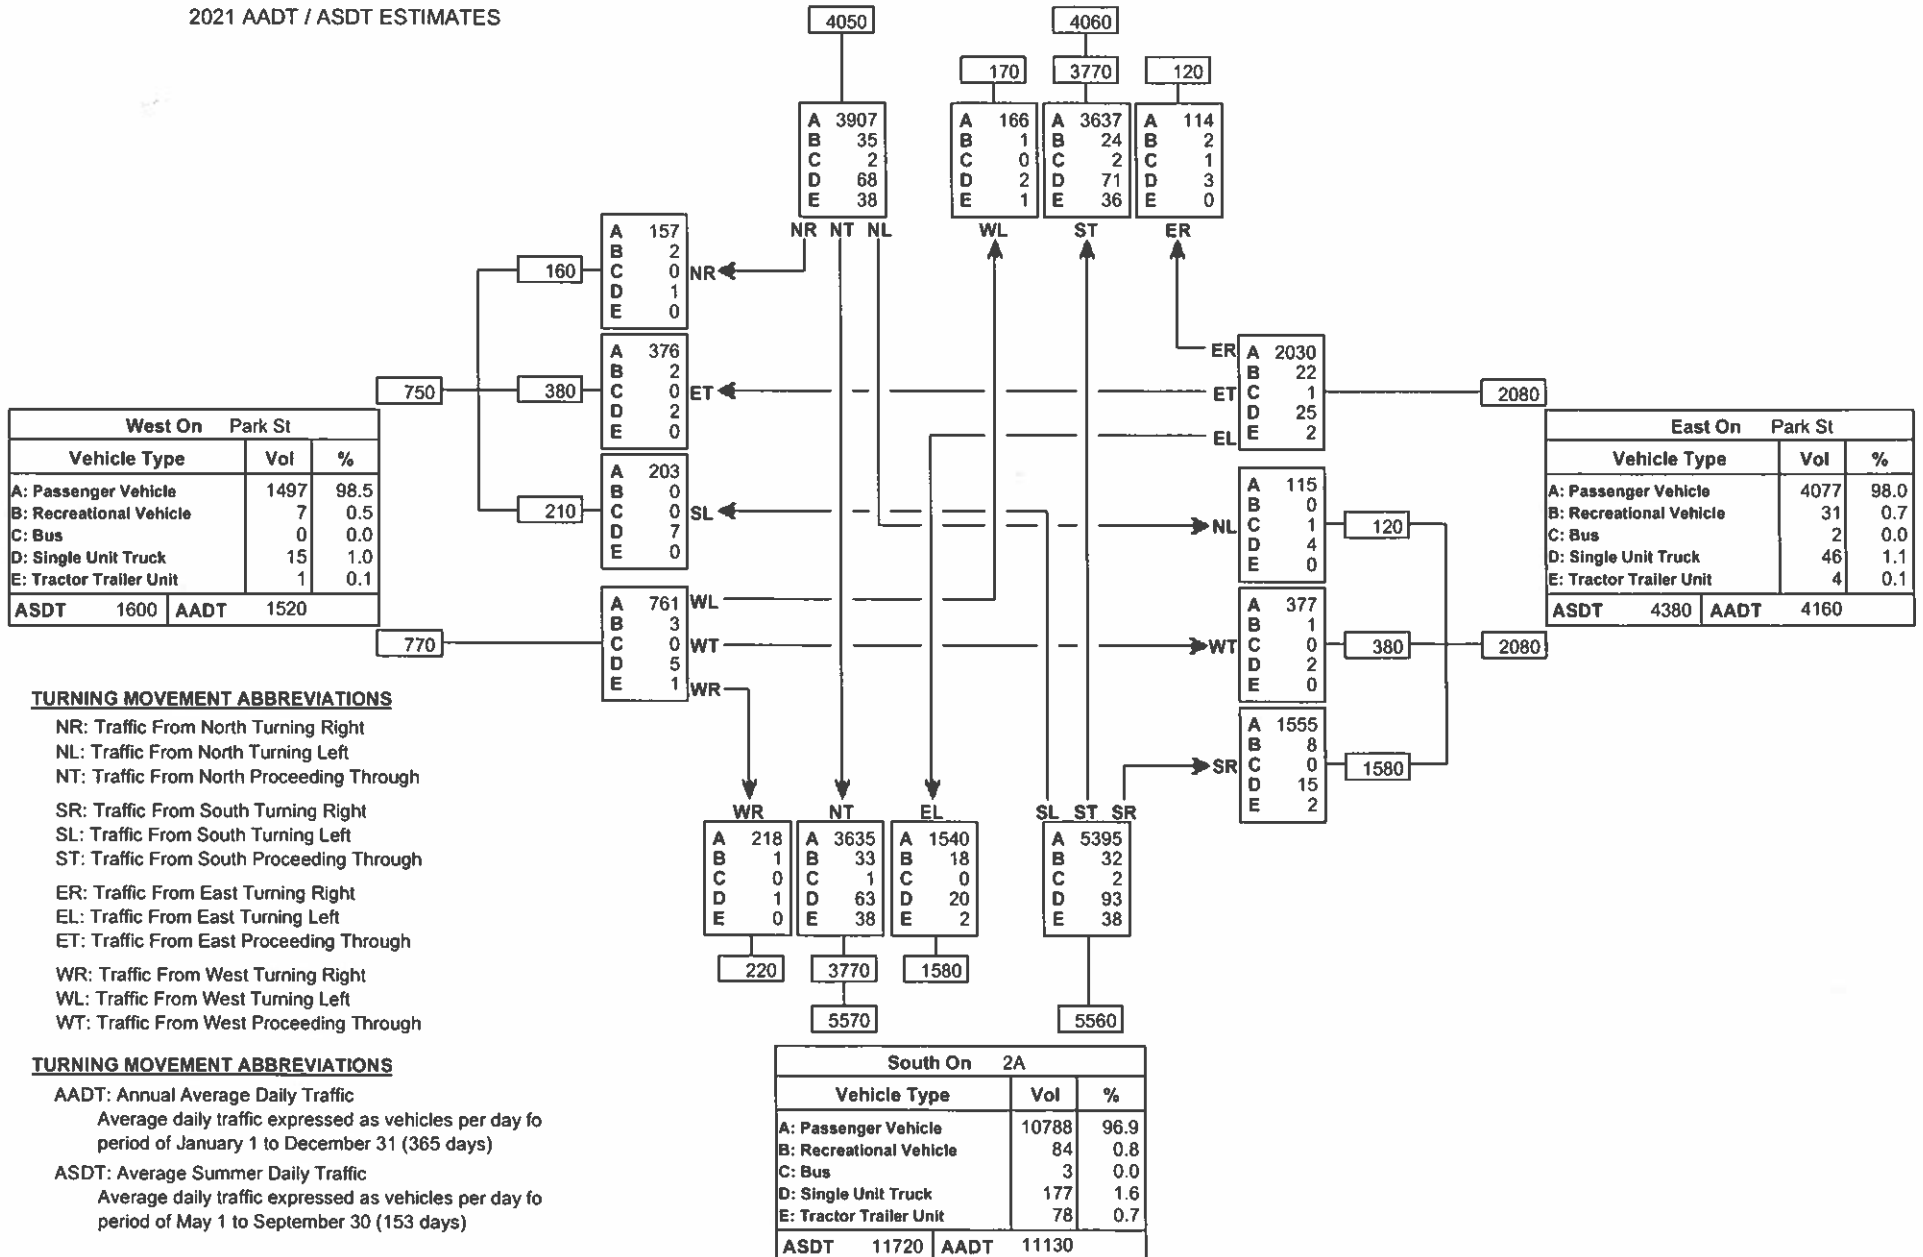 2021 AADT / ASDT ESTIMATES
4050
4060
170
3770
120
A 3907
B 35
C 2
D 68
E 38
A 166
B 1
C 0
D 2
E 1
A 3637
B 24
C 2
D 71
E 36
A 114
B 2
C 1
D 3
E 0
NR NT NL
WL
ST
ER
160
A 157
B 2
C 0
D 1
E 0
NR
750
380
A 376
B 2
C 0
D 2
E 0
ET
210
A 203
B 0
C 0
D 7
E 0
SL
770
A 761
B 3
C 0
D 5
E 1
WL
WT
WR
ER
ET
EL
A 2030
B 22
C 1
D 25
E 2
2080
NL
A 115
B 0
C 1
D 4
E 0
120
WT
A 377
B 1
C 0
D 2
E 0
380
2080
SR
A 1555
B 8
C 0
D 15
E 2
1580
West On Park St
Vehicle Type Vol %
A: Passenger Vehicle 1497 98.5
B: Recreational Vehicle 7 0.5
C: Bus 0 0.0
D: Single Unit Truck 15 1.0
E: Tractor Trailer Unit 1 0.1
ASDT 1600 AADT 1520
East On Park St
Vehicle Type Vol %
A: Passenger Vehicle 4077 98.0
B: Recreational Vehicle 31 0.7
C: Bus 2 0.0
D: Single Unit Truck 46 1.1
E: Tractor Trailer Unit 4 0.1
ASDT 4380 AADT 4160
TURNING MOVEMENT ABBREVIATIONS
NR: Traffic From North Turning Right
NL: Traffic From North Turning Left
NT: Traffic From North Proceeding Through
SR: Traffic From South Turning Right
SL: Traffic From South Turning Left
ST: Traffic From South Proceeding Through
ER: Traffic From East Turning Right
EL: Traffic From East Turning Left
ET: Traffic From East Proceeding Through
WR: Traffic From West Turning Right
WL: Traffic From West Turning Left
WT: Traffic From West Proceeding Through
TURNING MOVEMENT ABBREVIATIONS
AADT: Annual Average Daily Traffic
Average daily traffic expressed as vehicles per day fo
period of January 1 to December 31 (365 days)
ASDT: Average Summer Daily Traffic
Average daily traffic expressed as vehicles per day fo
period of May 1 to September 30 (153 days)
WR
NT
EL
SL ST SR
A 218
B 1
C 0
D 1
E 0
A 3635
B 33
C 1
D 63
E 38
A 1540
B 18
C 0
D 20
E 2
A 5395
B 32
C 2
D 93
E 38
220
3770
1580
5570
5560
South On 2A
Vehicle Type Vol %
A: Passenger Vehicle 10788 96.9
B: Recreational Vehicle 84 0.8
C: Bus 3 0.0
D: Single Unit Truck 177 1.6
E: Tractor Trailer Unit 78 0.7
ASDT 11720 AADT 11130